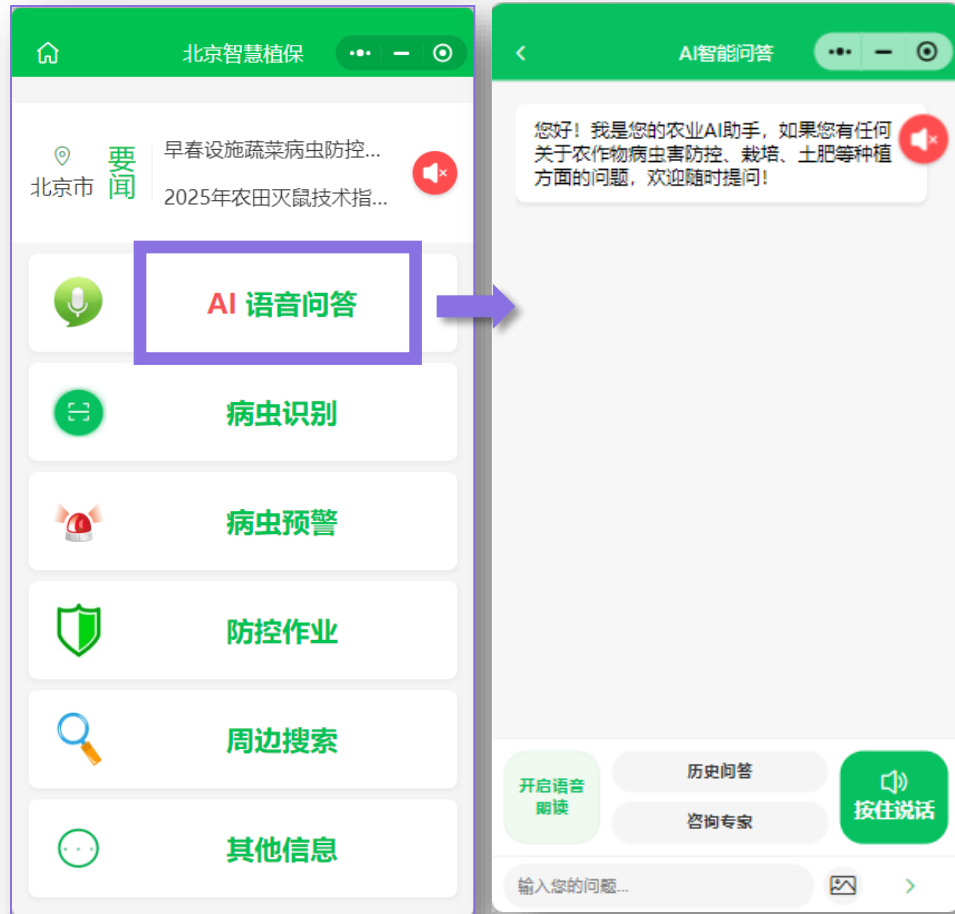 北京智慧植保
北京市
要闻
早春设施蔬菜病虫防控...
2025年农田灭鼠技术指...
AI 语音问答
病虫识别
病虫预警
防控作业
周边搜索
其他信息
AI智能问答
您好！我是您的农业AI助手，如果您有任何
关于农作物病虫害防控、栽培、土肥等种植
方面的问题，欢迎随时提问！
开启语音
朗读
历史问答
咨询专家
按住说话
输入您的问题...